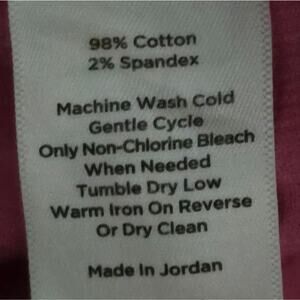 98% Cotton
2% Spandex
Machine Wash Cold
Gentle Cycle
Only Non-Chlorine Bleach
When Needed
Tumble Dry Low
Warm Iron On Reverse
Or Dry Clean
Made In Jordan